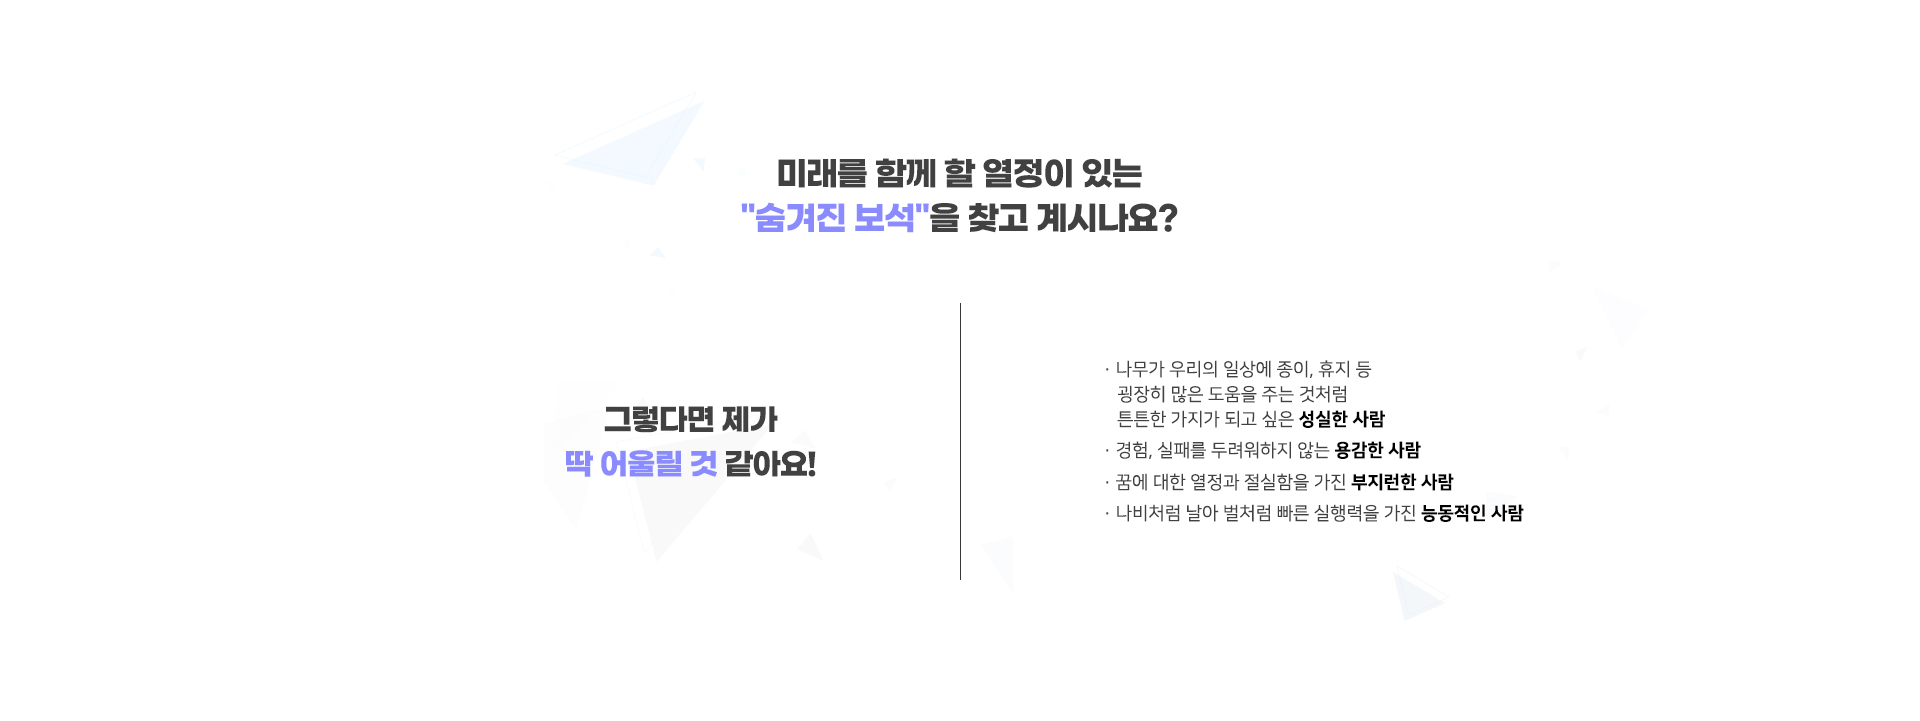 미래를 함께 할 열정이 있는
"숨겨진 보석"을 찾고 계시나요?
그렇다면 제가
딱 어울릴 것 같아요!
· 나무가 우리의 일상에 종이, 휴지 등
굉장히 많은 도움을 주는 것처럼
튼튼한 가지가 되고 싶은 성실한 사람
· 경험, 실패를 두려워하지 않는 용감한 사람
· 꿈에 대한 열정과 절실함을 가진 부지런한 사람
· 나비처럼 날아 벌처럼 빠른 실행력을 가진 능동적인 사람